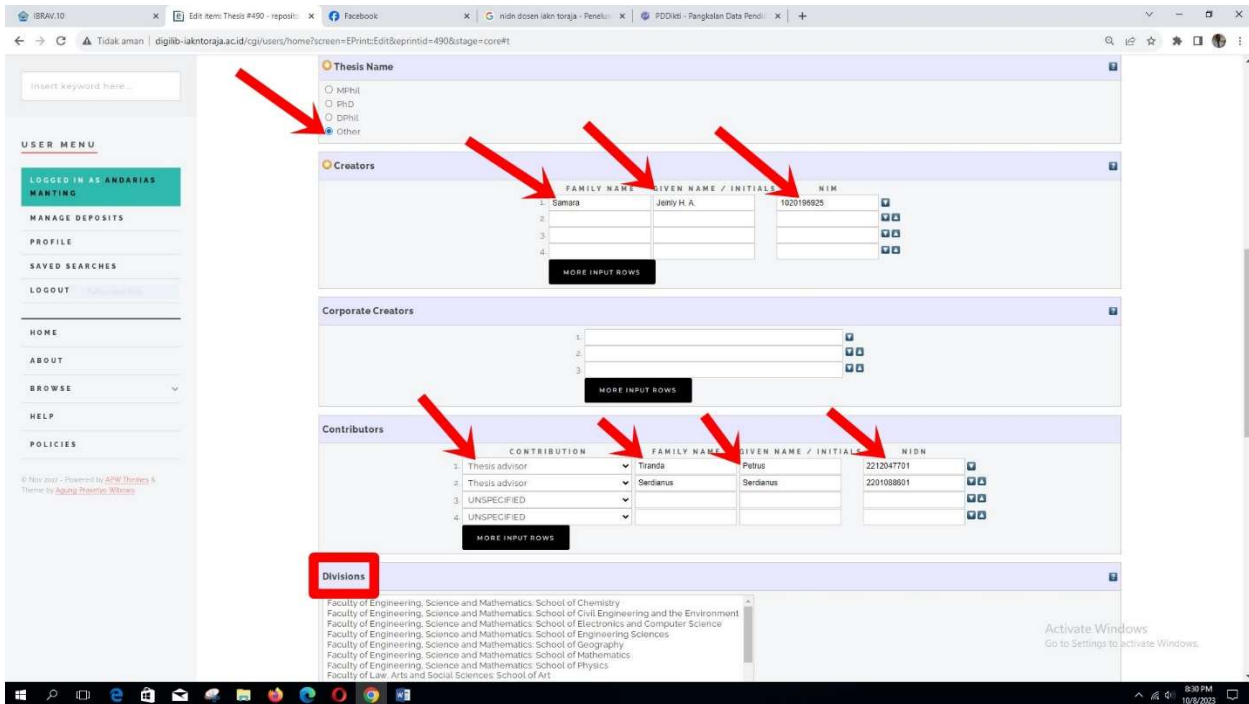 IBRAV.10
Edit item: Thesis #490 - reposito
Facebook
nidn dosen iakn toraja - Penelus
PDDikti - Pangkalan Data Pendi
Tidak aman digilib-iakntoraja.ac.id/cgi/users/home?screen=EPrint::Edit&eprintid=490&stage=core#t
Insert keyword here...
USER MENU
LOGGED IN AS ANDARIAS MANTING
MANAGE DEPOSITS
PROFILE
SAVED SEARCHES
LOGOUT
HOME
ABOUT
BROWSE
HELP
POLICIES
© Nov 2022 - Powered by APW Themes &
Theme by Agung Prasetyo Wibowo
Thesis Name
MPhil
PhD
DPhil
Other
Creators
FAMILY NAME GIVEN NAME / INITIALS NIM
1. Samara Jeinly H. A. 1020196925
2.
3.
4.
MORE INPUT ROWS
Corporate Creators
1.
2.
3.
MORE INPUT ROWS
Contributors
CONTRIBUTION FAMILY NAME GIVEN NAME / INITIALS NIDN
1. Thesis advisor Tiranda Petrus 2212047701
2. Thesis advisor Serdianus Serdianus 2201088601
3. UNSPECIFIED
4. UNSPECIFIED
MORE INPUT ROWS
Divisions
Faculty of Engineering, Science and Mathematics: School of Chemistry
Faculty of Engineering, Science and Mathematics: School of Civil Engineering and the Environment
Faculty of Engineering, Science and Mathematics: School of Electronics and Computer Science
Faculty of Engineering, Science and Mathematics: School of Engineering Sciences
Faculty of Engineering, Science and Mathematics: School of Geography
Faculty of Engineering, Science and Mathematics: School of Mathematics
Faculty of Engineering, Science and Mathematics: School of Physics
Faculty of Law, Arts and Social Sciences: School of Art
Activate Windows
Go to Settings to activate Windows.
8:30 PM
10/8/2023